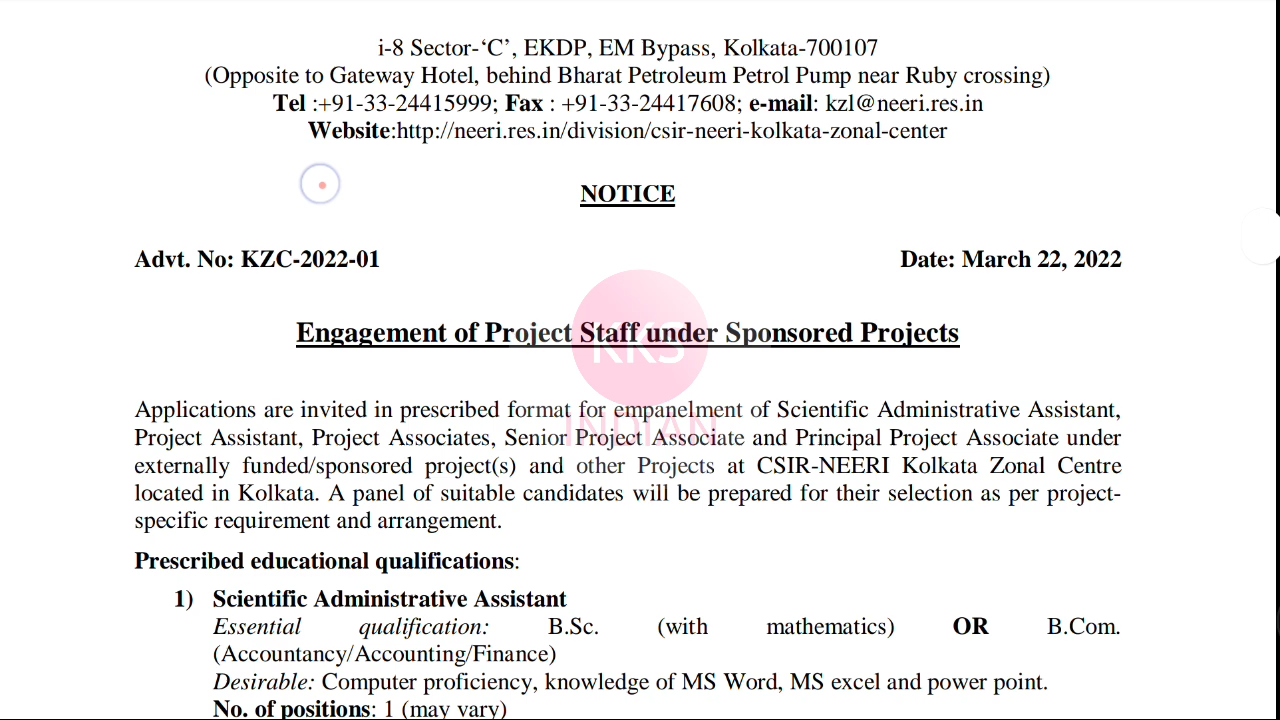 i-8 Sector-‘C’, EKDP, EM Bypass, Kolkata-700107
(Opposite to Gateway Hotel, behind Bharat Petroleum Petrol Pump near Ruby crossing)
Tel :+91-33-24415999; Fax : +91-33-24417608; e-mail: kzl@neeri.res.in
Website:http://neeri.res.in/division/csir-neeri-kolkata-zonal-center
NOTICE
Advt. No: KZC-2022-01 Date: March 22, 2022
Engagement of Project Staff under Sponsored Projects
KKS
INDIAN
Applications are invited in prescribed format for empanelment of Scientific Administrative Assistant,
Project Assistant, Project Associates, Senior Project Associate and Principal Project Associate under
externally funded/sponsored project(s) and other Projects at CSIR-NEERI Kolkata Zonal Centre
located in Kolkata. A panel of suitable candidates will be prepared for their selection as per project-
specific requirement and arrangement.
Prescribed educational qualifications:
1) Scientific Administrative Assistant
Essential qualification: B.Sc. (with mathematics) OR B.Com.
(Accountancy/Accounting/Finance)
Desirable: Computer proficiency, knowledge of MS Word, MS excel and power point.
No. of positions: 1 (may vary)